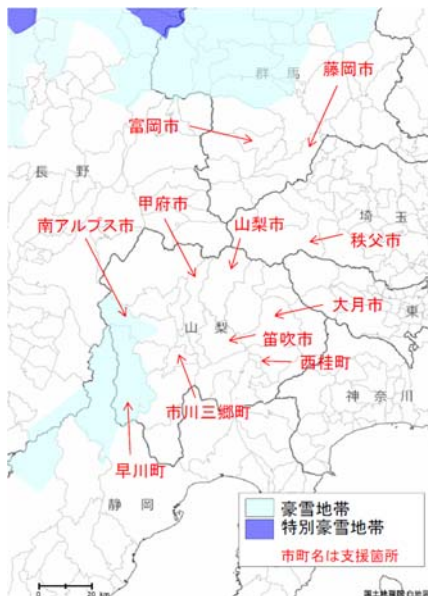 群馬
藤岡市
富岡市
長野
甲府市
山梨市
埼玉
南アルプス市
秩父市
大月市
東
山梨
笛吹市
西桂町
市川三郷町
神奈川
早川町
静岡
豪雪地帯
特別豪雪地帯
市町名は支援箇所
0 20 km